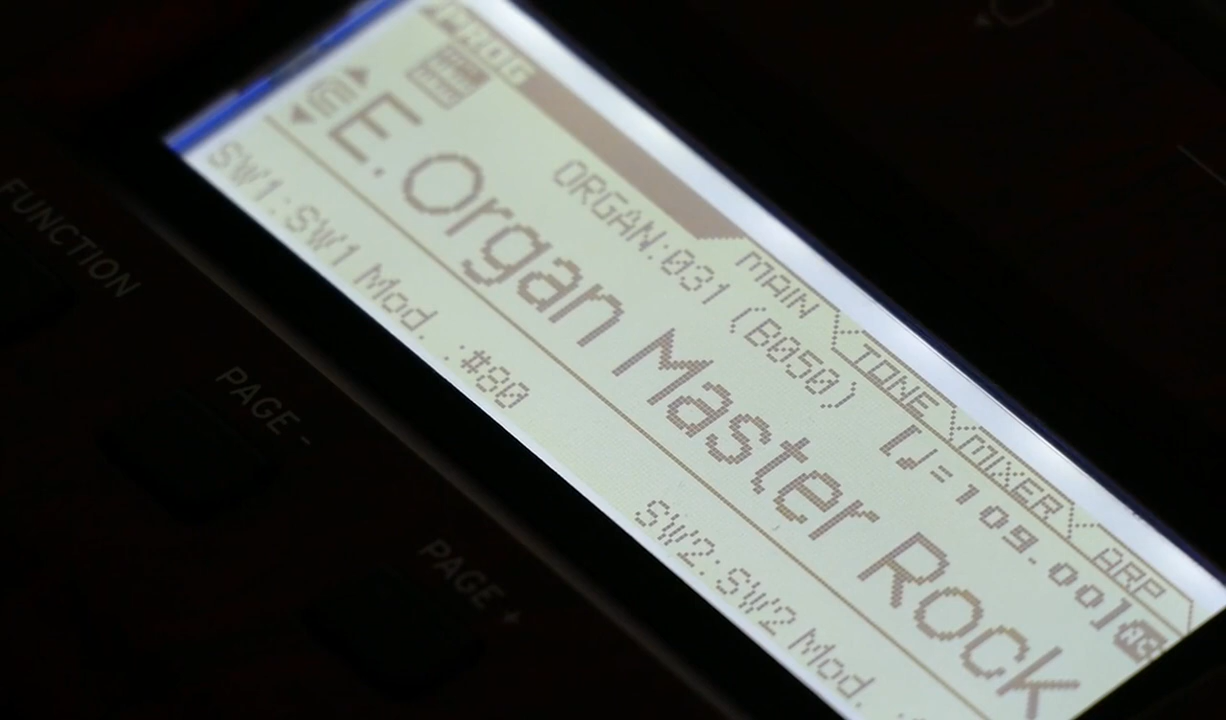 PROG MAIN TONE MIXER ARP
ORGAN:031 (B050) [♩=109.00] AC
E. Organ Master Rock
SW1:SW1 Mod. :#80
SW2:SW2 Mod.
FUNCTION
PAGE -
PAGE +